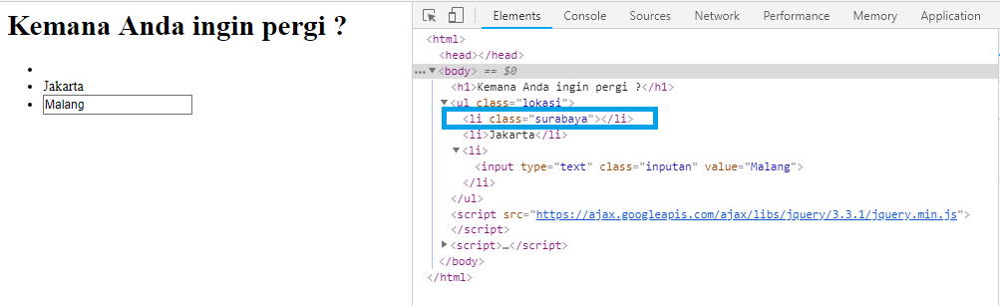 Kemana Anda ingin pergi ?
Jakarta
Malang
Elements Console Sources Network Performance Memory Application
<html>
<head></head>
... <body> == $0
<h1>Kemana Anda ingin pergi ?</h1>
<ul class="lokasi">
<li class="surabaya"></li>
<li>Jakarta</li>
<li>
<input type="text" class="inputan" value="Malang">
</li>
</ul>
<script src="https://ajax.googleapis.com/ajax/libs/jquery/3.3.1/jquery.min.js">
</script>
<script>…</script>
</body>
</html>